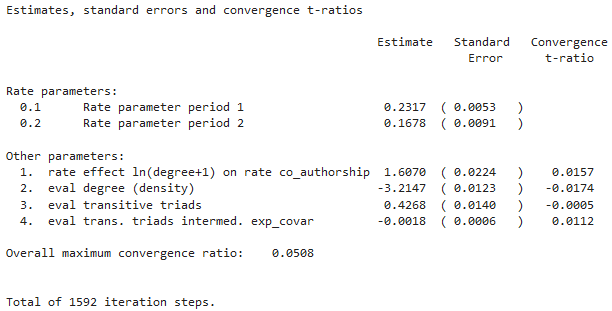 Estimates, standard errors and convergence t-ratios
Estimate Standard Convergence
Error t-ratio
Rate parameters:
0.1 Rate parameter period 1 0.2317 ( 0.0053 )
0.2 Rate parameter period 2 0.1678 ( 0.0091 )
Other parameters:
1. rate effect ln(degree+1) on rate co_authorship 1.6070 ( 0.0224 ) 0.0157
2. eval degree (density) -3.2147 ( 0.0123 ) -0.0174
3. eval transitive triads 0.4268 ( 0.0140 ) -0.0005
4. eval trans. triads intermed. exp_covar -0.0018 ( 0.0006 ) 0.0112
Overall maximum convergence ratio: 0.0508
Total of 1592 iteration steps.